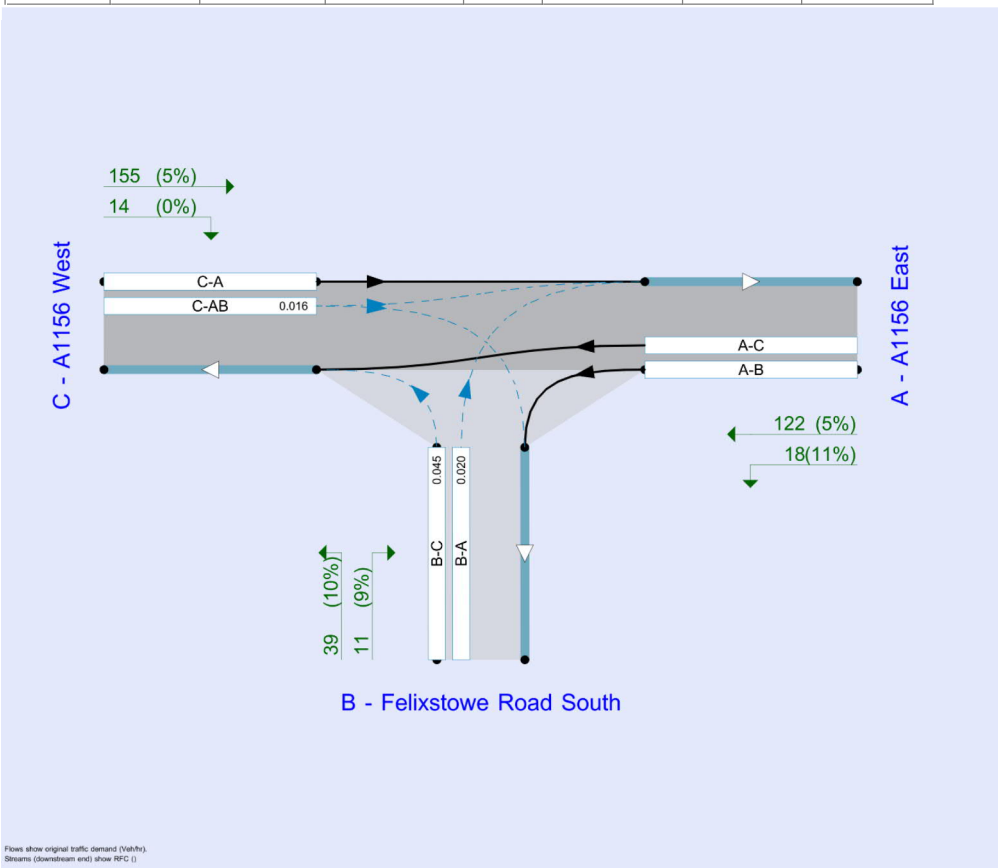 155 (5%)
14 (0%)
C - A1156 West
A - A1156 East
C-A
C-AB 0.016
A-C
A-B
122 (5%)
18(11%)
0.045
0.020
B-C
B-A
39 (10%)
11 (9%)
B - Felixstowe Road South
Flows show original traffic demand (Veh/hr).
Streams (downstream end) show RFC ()